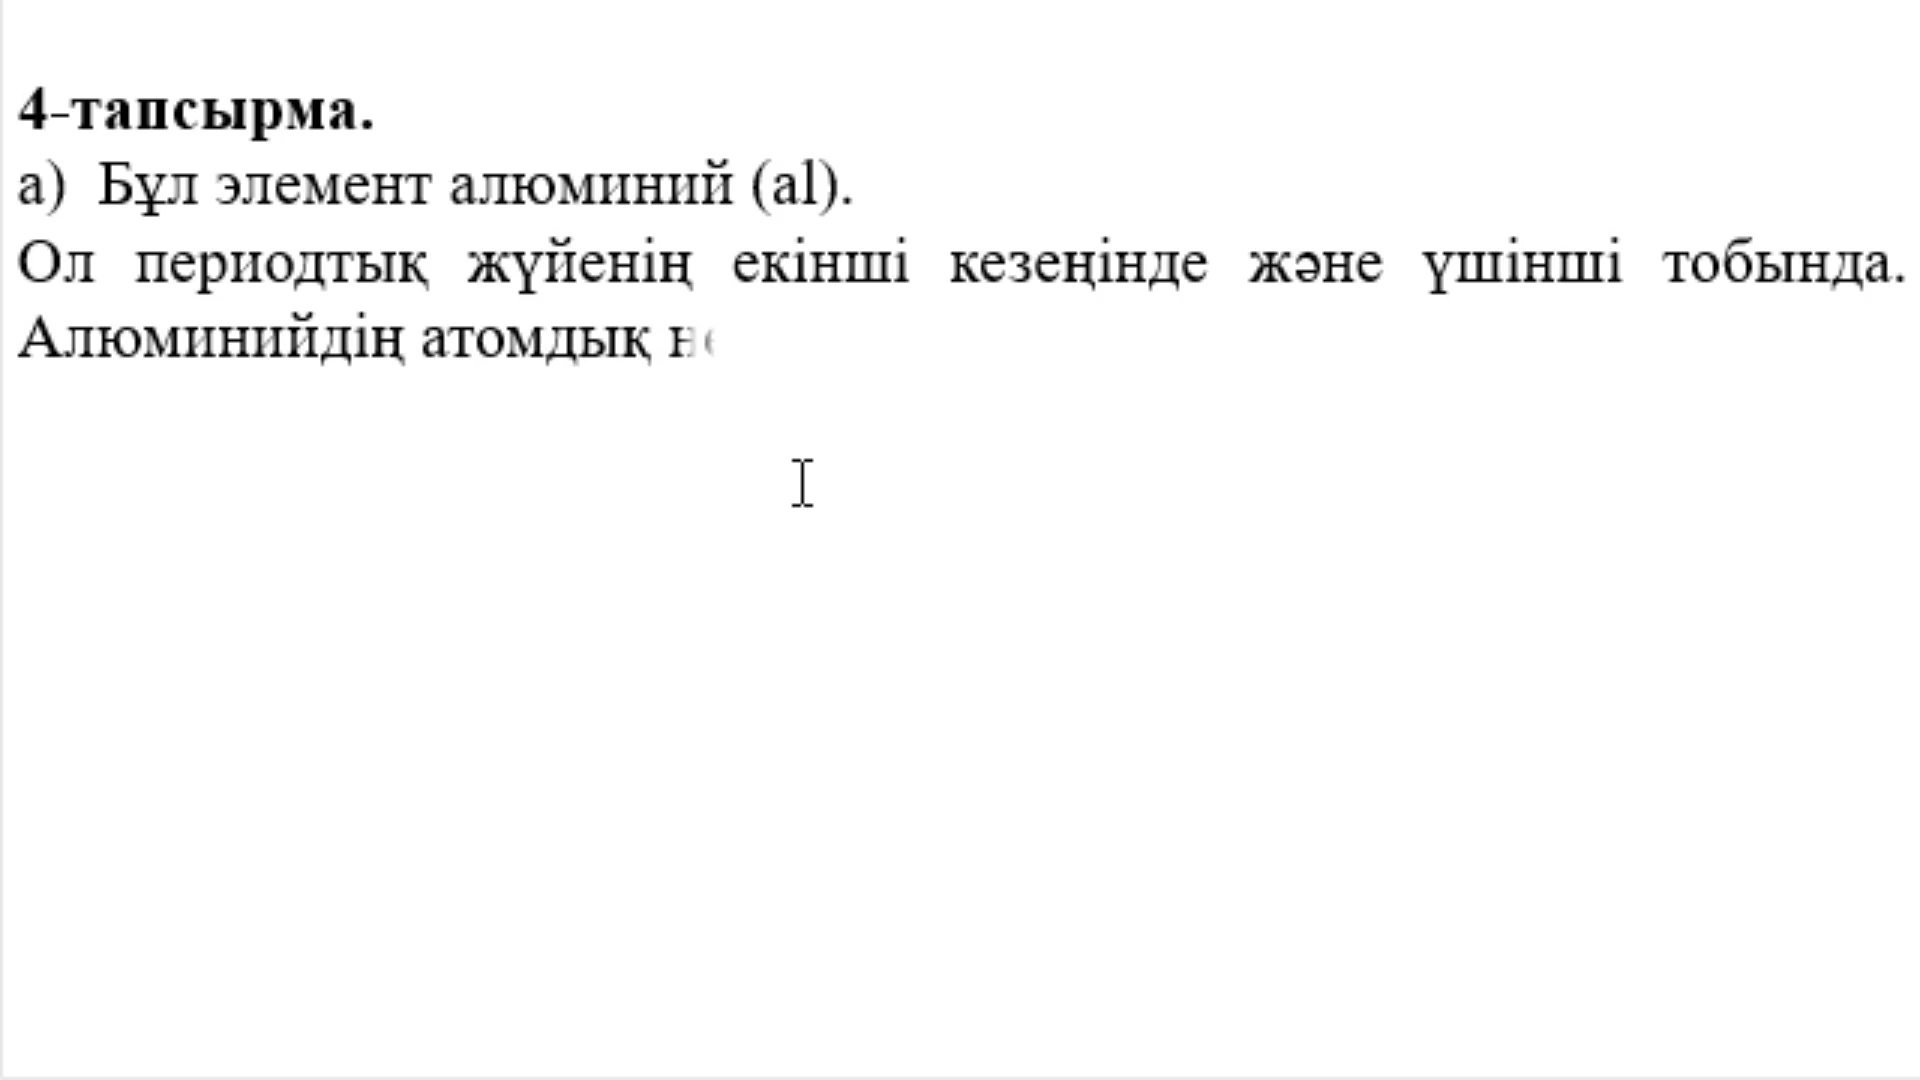 4-тапсырма.
а) Бұл элемент алюминий (al).
Ол периодтық жүйенің екінші кезеңінде және үшінші тобында.
Алюминийдің атомдық